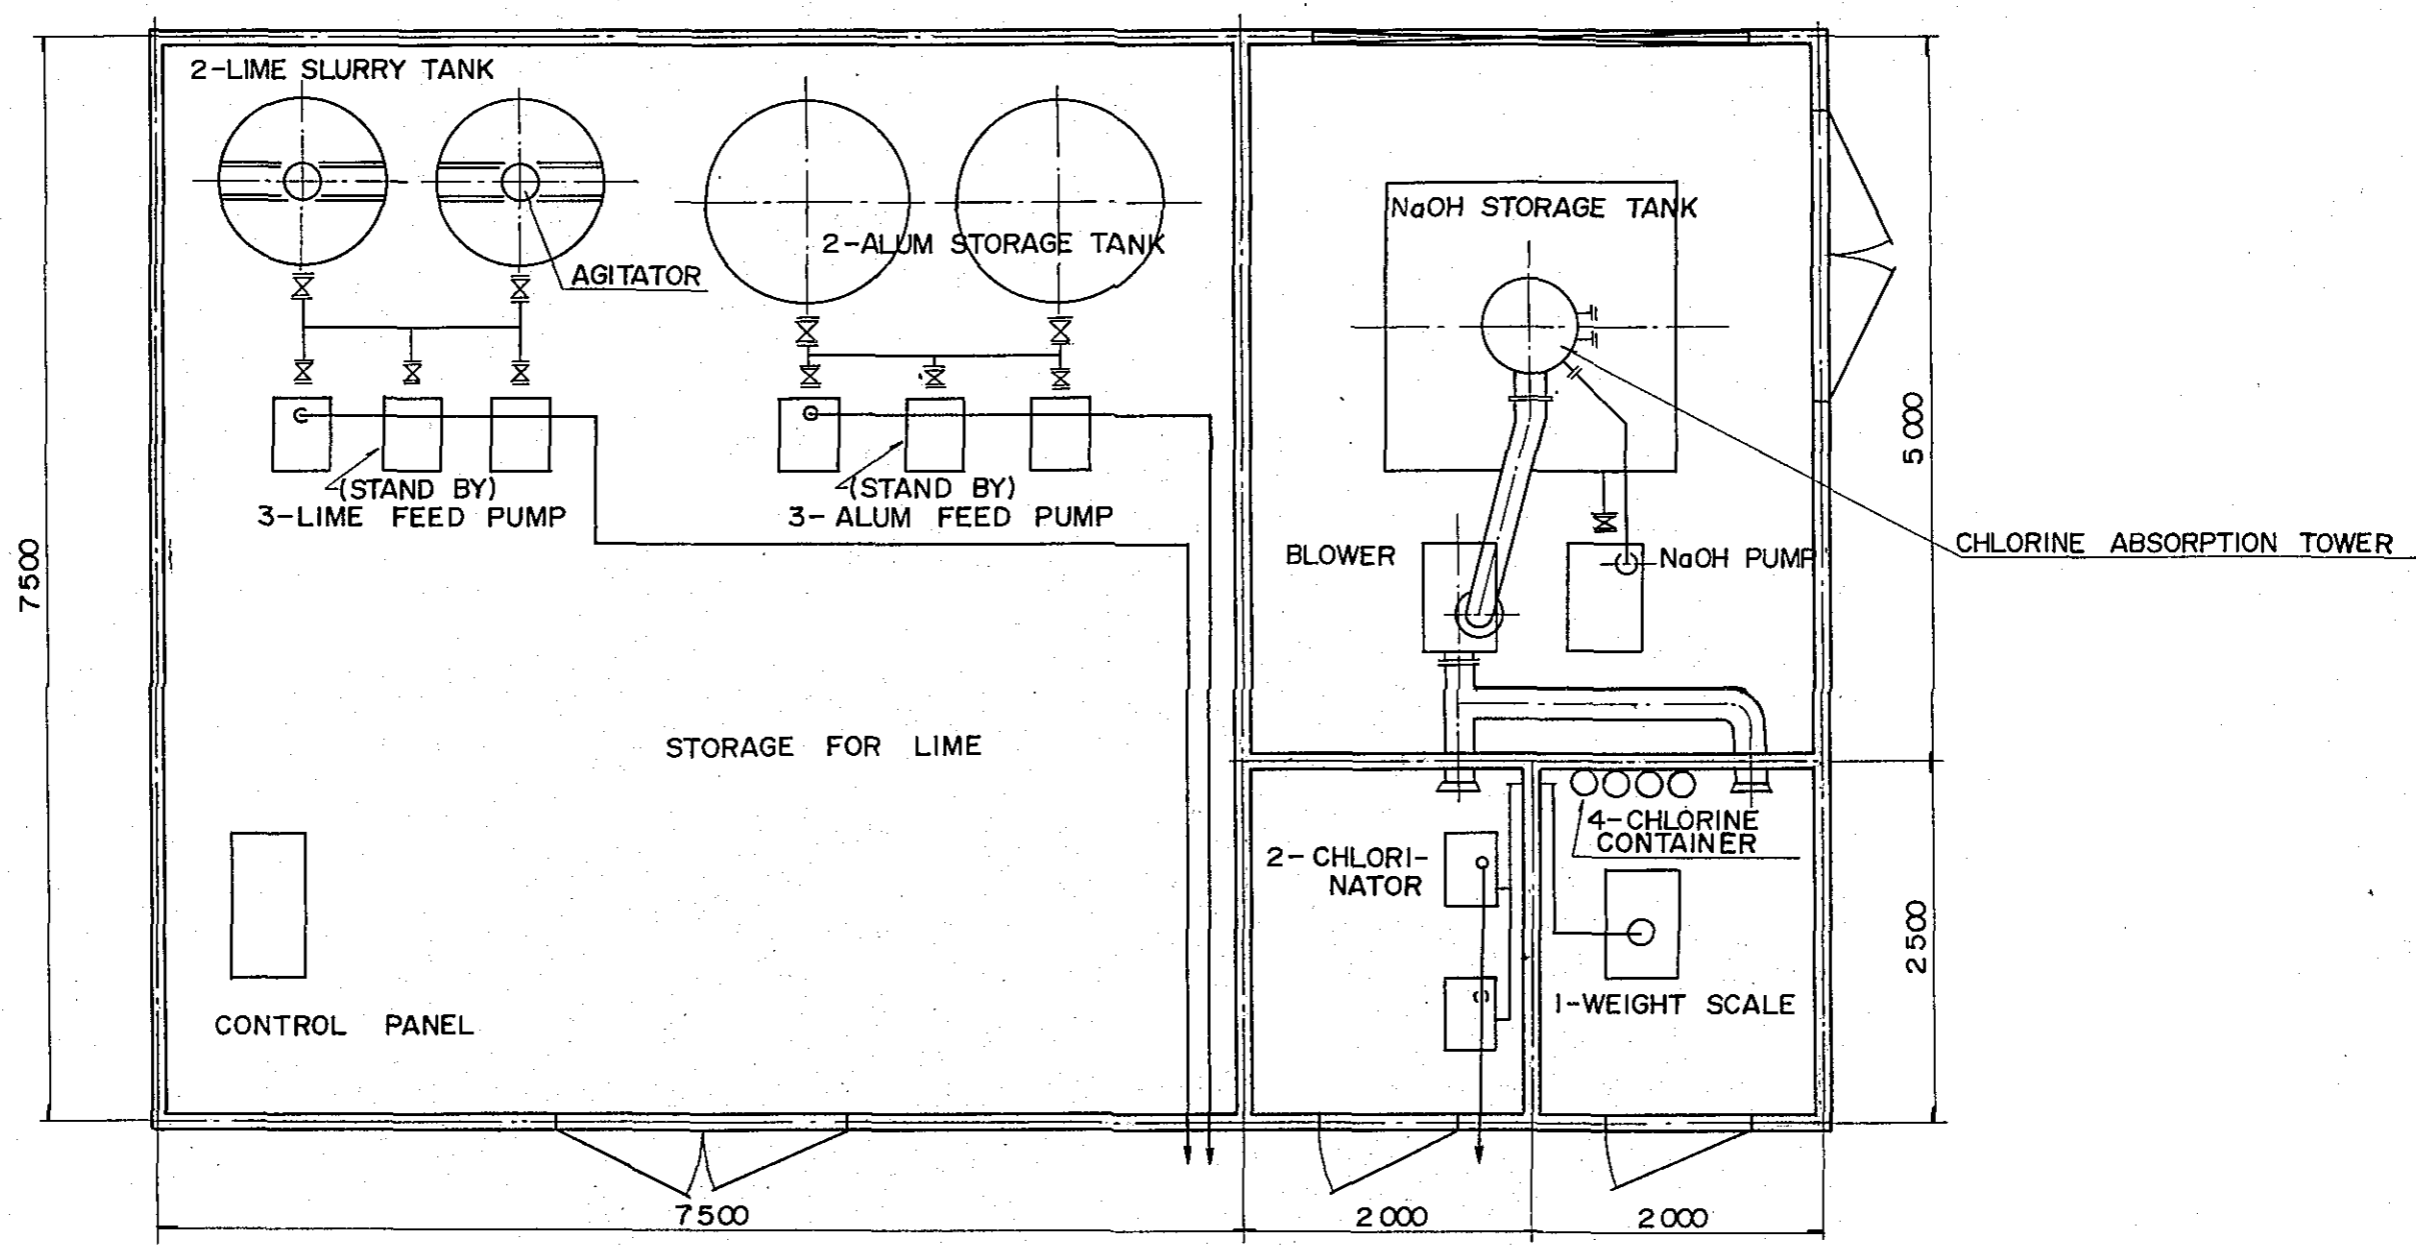 2-LIME SLURRY TANK
AGITATOR
2-ALUM STORAGE TANK
NaOH STORAGE TANK
(STAND BY)
3-LIME FEED PUMP
(STAND BY)
3-ALUM FEED PUMP
BLOWER
NaOH PUMP
CHLORINE ABSORPTION TOWER
STORAGE FOR LIME
CONTROL PANEL
2-CHLORI-
NATOR
4-CHLORINE
CONTAINER
1-WEIGHT SCALE
7500
5000
2500
7500
2000
2000